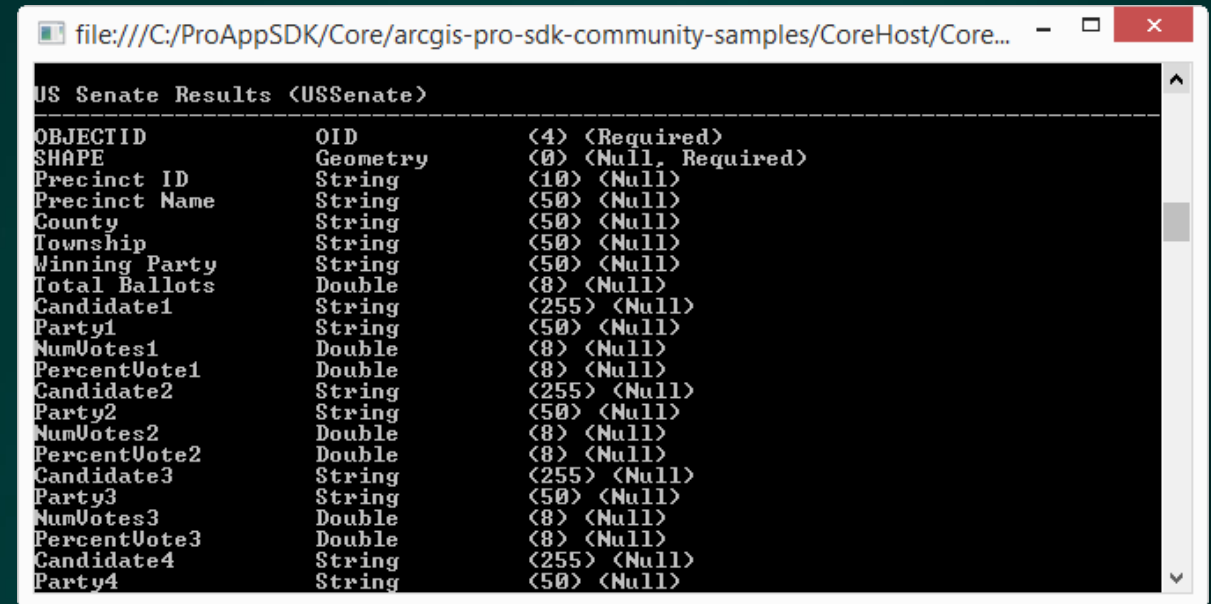 file:///C:/ProAppSDK/Core/arcgis-pro-sdk-community-samples/CoreHost/Core...
US Senate Results (USSenate)
OBJECTID OID (4) (Required)
SHAPE Geometry (0) (Null, Required)
Precinct ID String (10) (Null)
Precinct Name String (50) (Null)
County String (50) (Null)
Township String (50) (Null)
Winning Party String (50) (Null)
Total Ballots Double (8) (Null)
Candidate1 String (255) (Null)
Party1 String (50) (Null)
NumVotes1 Double (8) (Null)
PercentVote1 Double (8) (Null)
Candidate2 String (255) (Null)
Party2 String (50) (Null)
NumVotes2 Double (8) (Null)
PercentVote2 Double (8) (Null)
Candidate3 String (255) (Null)
Party3 String (50) (Null)
NumVotes3 Double (8) (Null)
PercentVote3 Double (8) (Null)
Candidate4 String (255) (Null)
Party4 String (50) (Null)